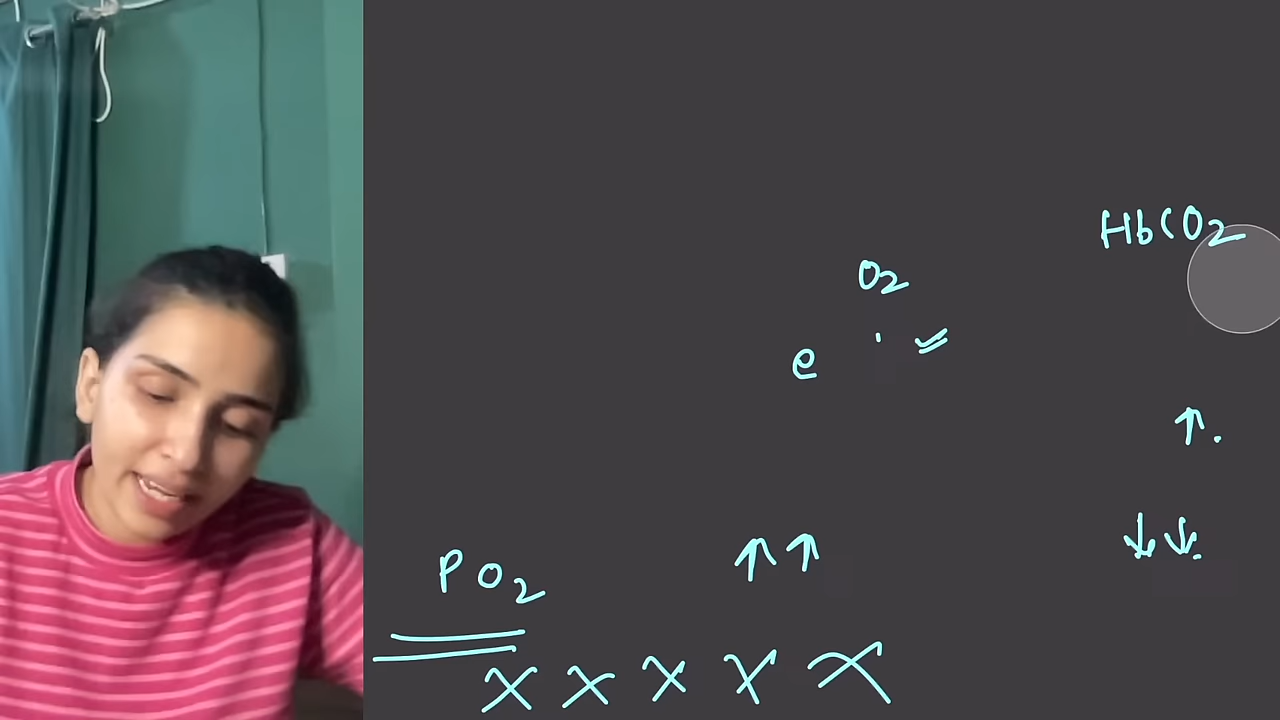 HbCO2
O2
e
↑.
↓↓
↑↑
PO2
X X X X X